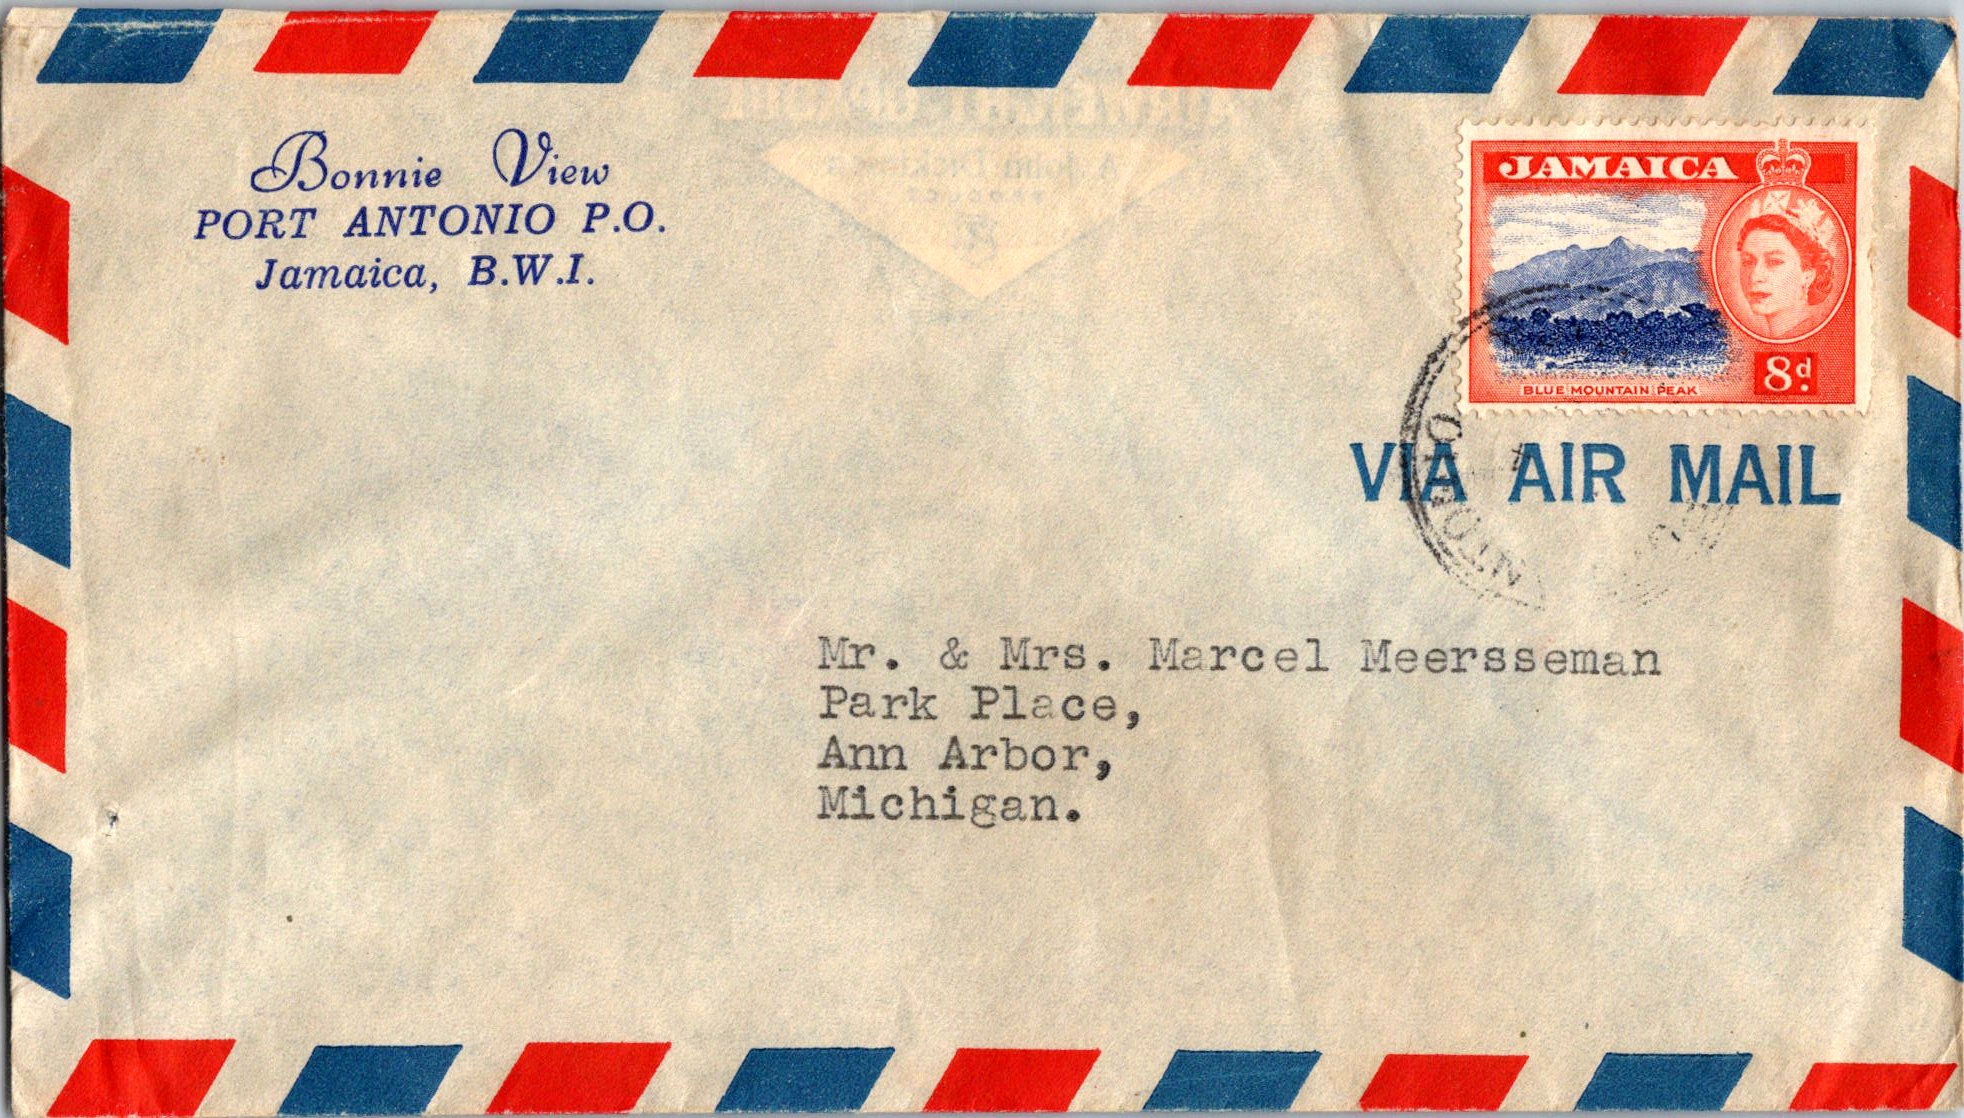 Bonnie View
PORT ANTONIO P.O.
Jamaica, B.W.I.
JAMAICA
BLUE MOUNTAIN PEAK
8d.
VIA AIR MAIL
Mr. & Mrs. Marcel Meersseman
Park Place,
Ann Arbor,
Michigan.